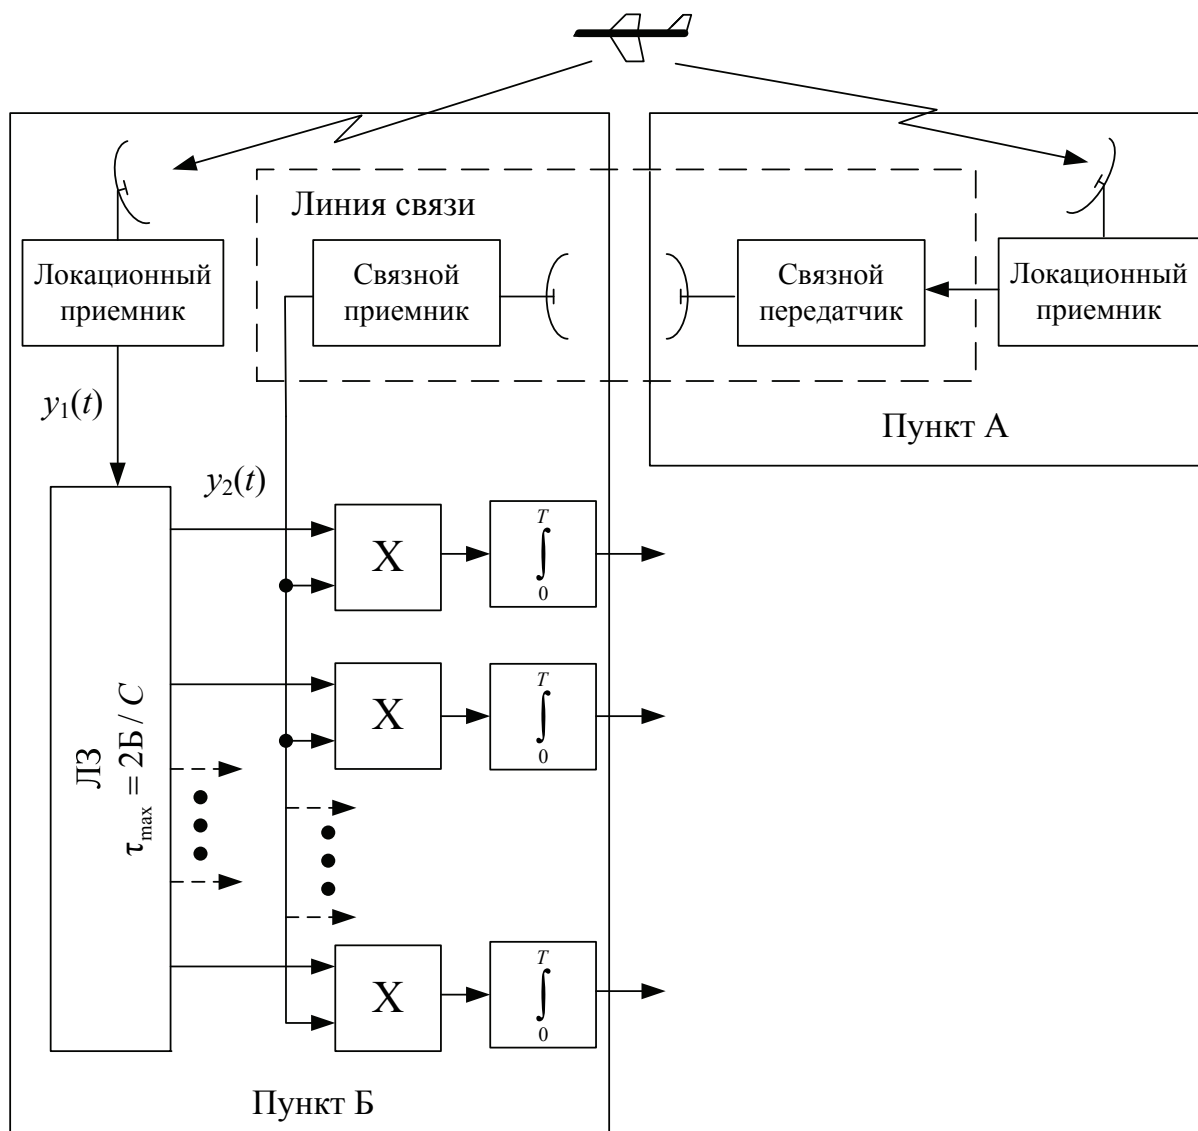 Линия связи
Локационный
приемник
Связной
приемник
Связной
передатчик
Локационный
приемник
y₁(t)
Пункт А
y₂(t)
X
T
∫
0
X
T
∫
0
ЛЗ
τmax = 2Б / C
X
T
∫
0
Пункт Б